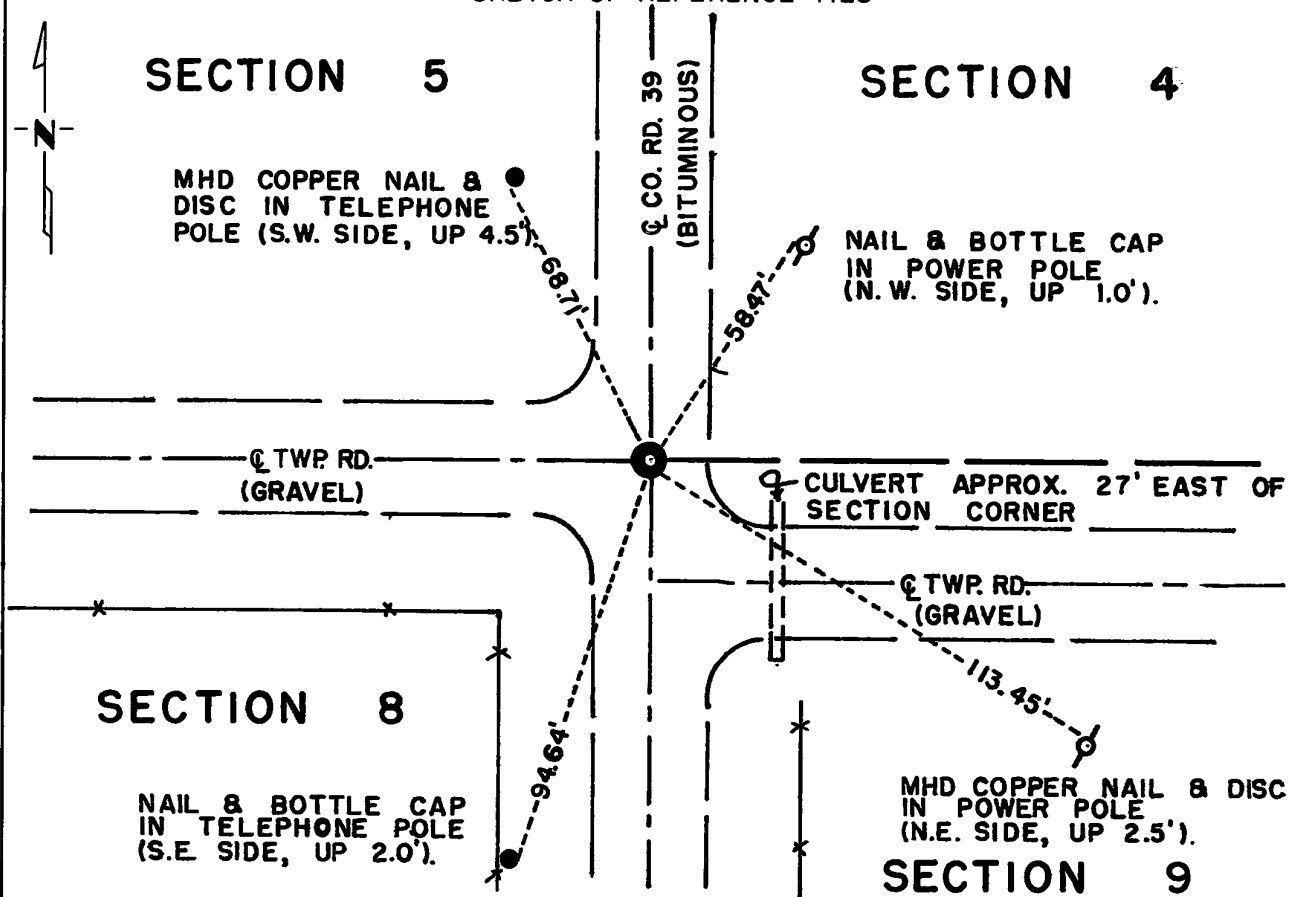 SECTION 5
SECTION 4
N
℄ CO. RD. 39
(BITUMINOUS)
MHD COPPER NAIL &
DISC IN TELEPHONE
POLE (S.W. SIDE, UP 4.5').
68.71'
58.47'
NAIL & BOTTLE CAP
IN POWER POLE
(N.W. SIDE, UP 1.0').
℄ TWP. RD.
(GRAVEL)
CULVERT APPROX. 27' EAST OF
SECTION CORNER
℄ TWP. RD.
(GRAVEL)
SECTION 8
94.64'
113.45'
NAIL & BOTTLE CAP
IN TELEPHONE POLE
(S.E. SIDE, UP 2.0').
MHD COPPER NAIL & DISC
IN POWER POLE
(N.E. SIDE, UP 2.5').
SECTION 9